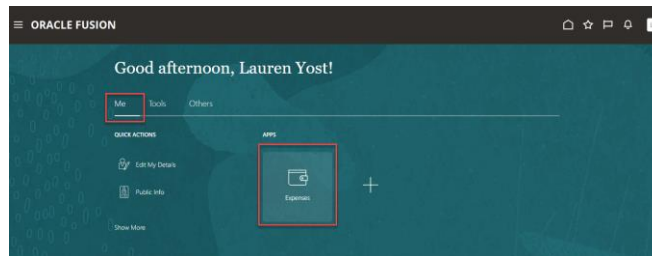 ORACLE FUSION
Good afternoon, Lauren Yost!
Me Tools Others
QUICK ACTIONS
APPS
Edit My Details
Public Info
Expenses
Show More